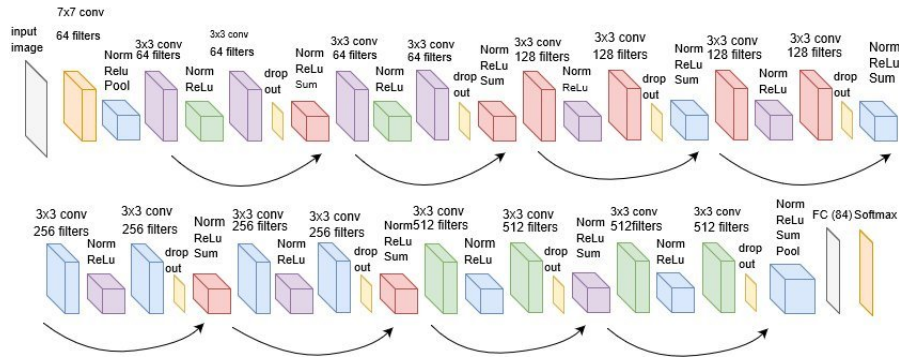 input
image
7x7 conv
64 filters
Norm
Relu
Pool
3x3 conv
64 filters
Norm
ReLu
3x3 conv
64 filters
drop
out
Norm
ReLu
Sum
3x3 conv
64 filters
Norm
ReLu
3x3 conv
64 filters
drop
out
Norm
ReLu
Sum
3x3 conv
128 filters
Norm
ReLu
3x3 conv
128 filters
drop
out
Norm
ReLu
Sum
3x3 conv
128 filters
Norm
ReLu
3x3 conv
128 filters
drop
out
Norm
ReLu
Sum
3x3 conv
256 filters
Norm
ReLu
3x3 conv
256 filters
drop
out
Norm
ReLu
Sum
3x3 conv
256 filters
Norm
ReLu
3x3 conv
256 filters
drop
out
Norm
ReLu
Sum
3x3 conv
512 filters
Norm
ReLu
3x3 conv
512 filters
drop
out
Norm
ReLu
Sum
3x3 conv
512filters
Norm
ReLu
3x3 conv
512 filters
drop
out
Norm
ReLu
Sum
Pool
FC (84)
Softmax